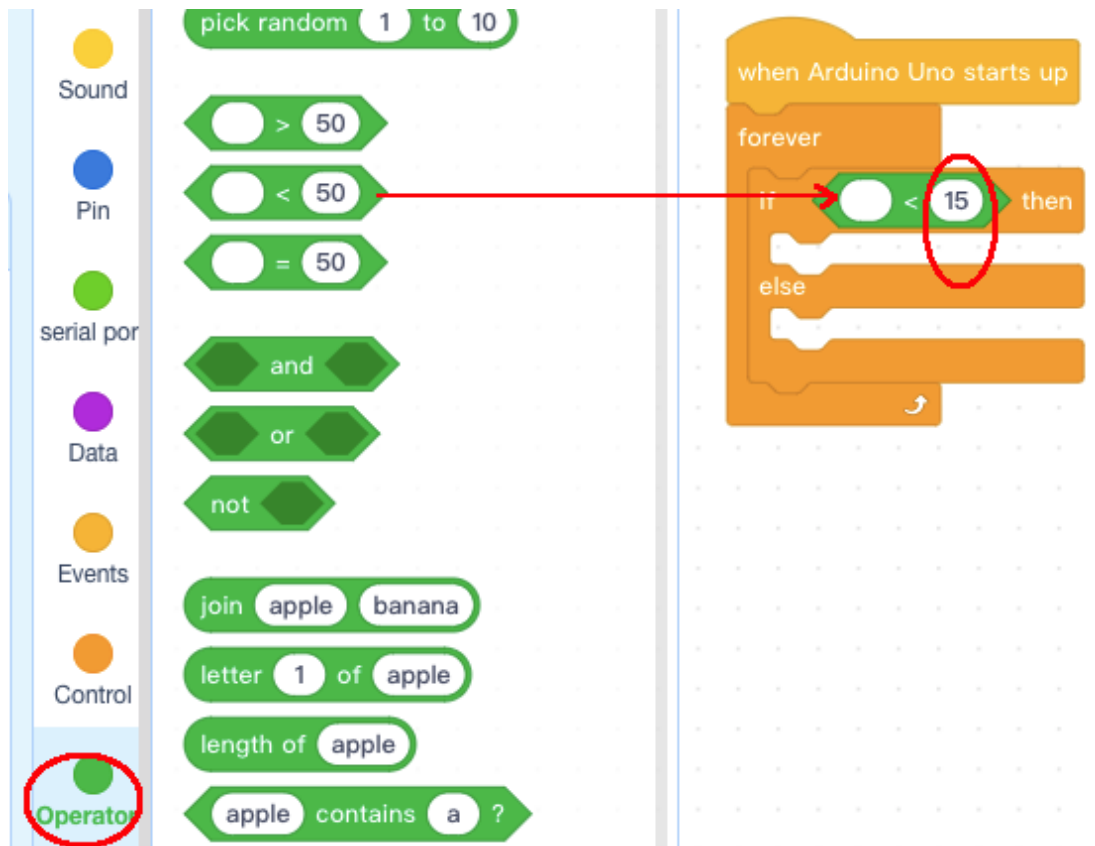 Sound
Pin
serial por
Data
Events
Control
Operator
pick random 1 to 10
> 50
< 50
= 50
and
or
not
join apple banana
letter 1 of apple
length of apple
apple contains a ?
when Arduino Uno starts up
forever
if < 15 then
else